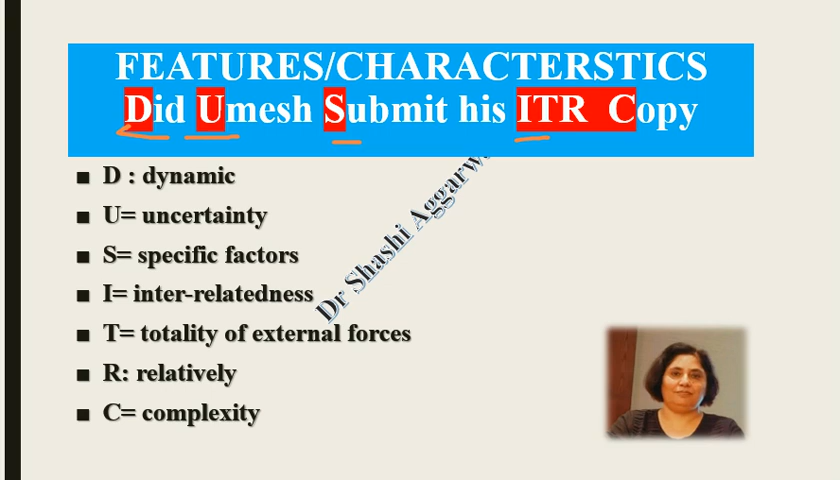 FEATURES/CHARACTERSTICS
Did Umesh Submit his ITR Copy
D : dynamic
U= uncertainty
S= specific factors
I= inter-relatedness
T= totality of external forces
R: relatively
C= complexity
Dr Shashi